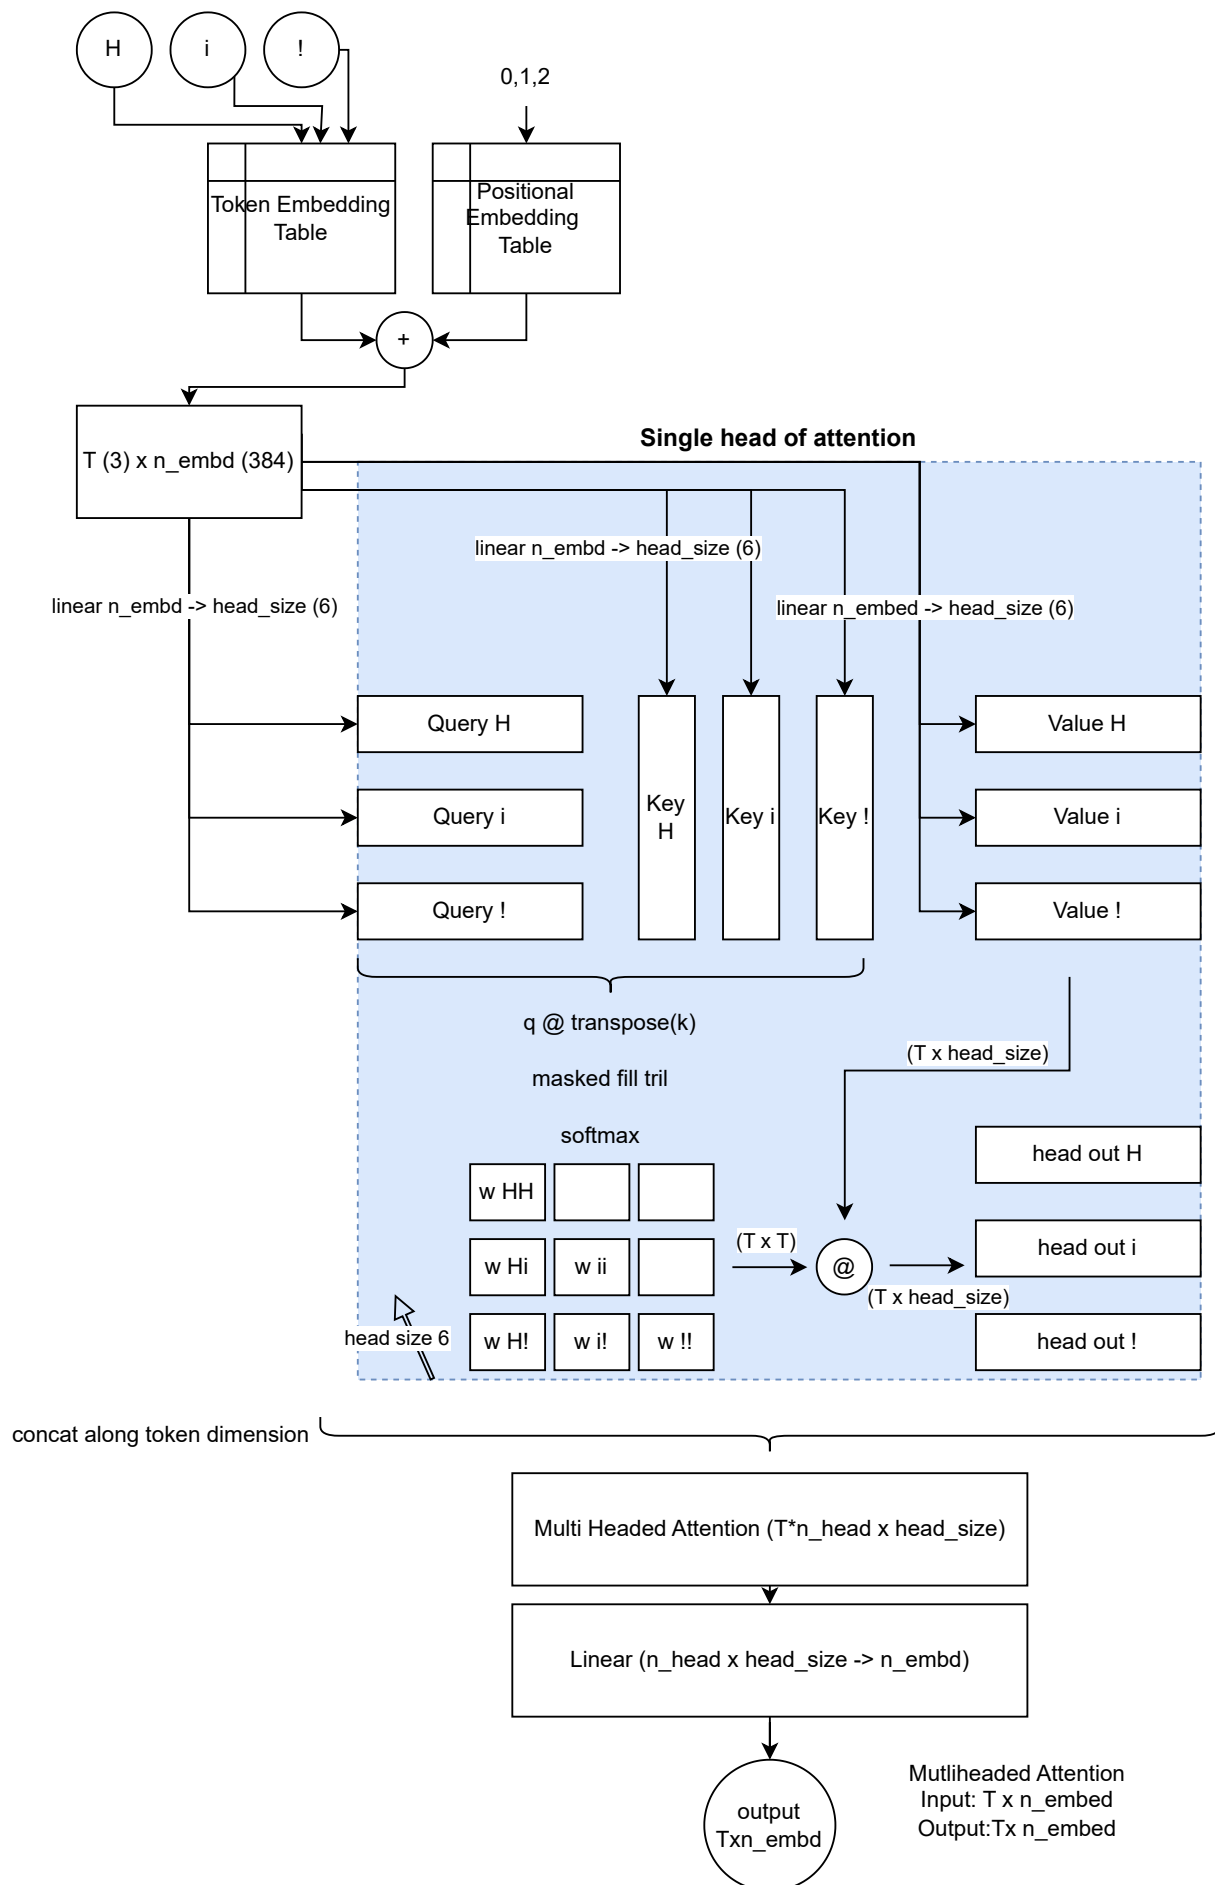 H
i
!
0,1,2
Token Embedding
Table
Positional
Embedding
Table
+
T (3) x n_embd (384)
Single head of attention
linear n_embd -> head_size (6)
linear n_embd -> head_size (6)
linear n_embed -> head_size (6)
Query H
Query i
Query !
Key
H
Key i
Key !
Value H
Value i
Value !
q @ transpose(k)
(T x head_size)
masked fill tril
softmax
w HH
w Hi
w ii
w H!
w i!
w !!
(T x T)
@
(T x head_size)
head out H
head out i
head out !
head size 6
concat along token dimension
Multi Headed Attention (T*n_head x head_size)
Linear (n_head x head_size -> n_embd)
output
Txn_embd
Mutliheaded Attention
Input: T x n_embed
Output:Tx n_embed